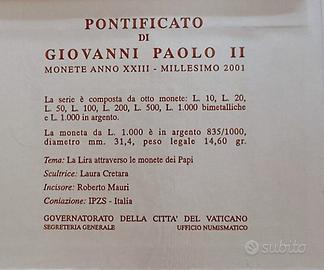 PONTIFICATO
DI
GIOVANNI PAOLO II
MONETE ANNO XXIII - MILLESIMO 2001
La serie è composta da otto monete: L. 10, L. 20,
L. 50, L. 100, L. 200, L. 500, L. 1.000 bimetalliche
e L. 1.000 in argento.
La moneta da L. 1.000 è in argento 835/1000,
diametro mm. 31,4, peso legale 14,60 gr.
Tema: La Lira attraverso le monete dei Papi
Scultrice: Laura Cretara
Incisore: Roberto Mauri
Coniazione: IPZS - Italia
GOVERNATORATO DELLA CITTA' DEL VATICANO
SEGRETERIA GENERALE UFFICIO NUMISMATICO
subito